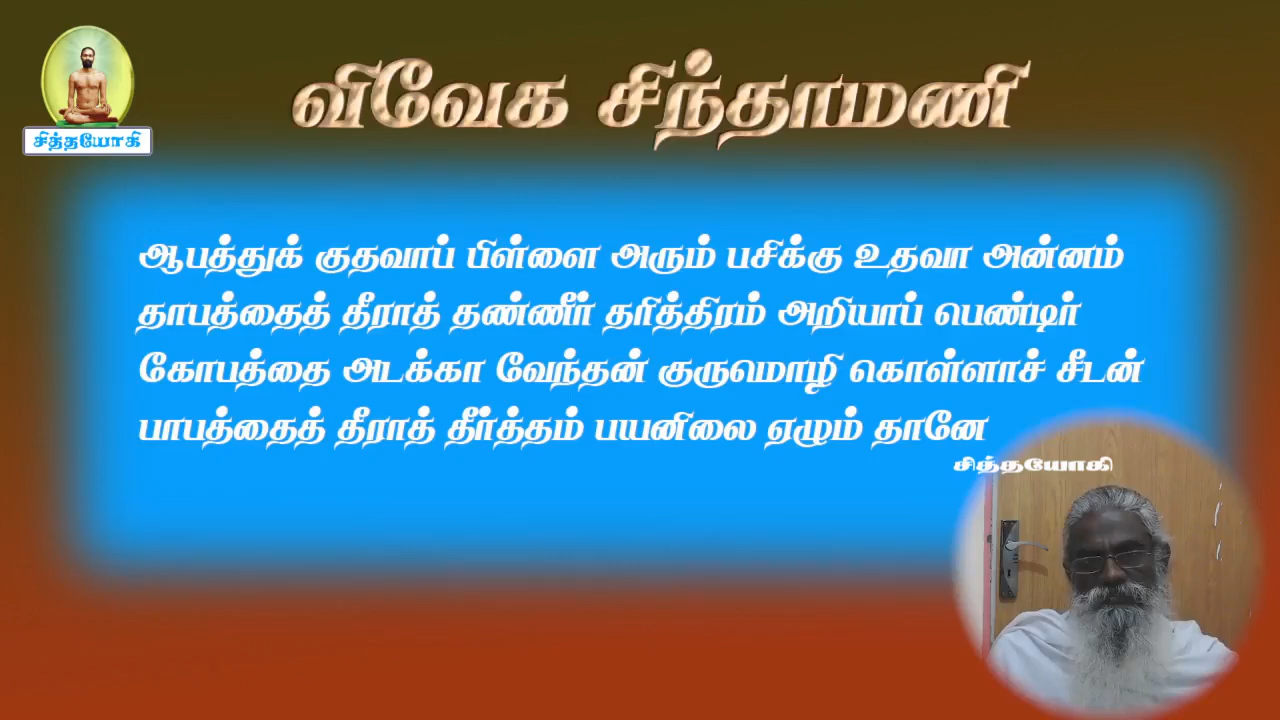 விவேக சிந்தாமணி
சித்தயோகி
ஆபத்துக் குதவாப் பிள்ளை அரும் பசிக்கு உதவா அன்னம்
தாபத்தைத் தீராத் தண்ணீர் தரித்திரம் அறியாப் பெண்டிர்
கோபத்தை அடக்கா வேந்தன் குருமொழி கொள்ளாச் சீடன்
பாபத்தைத் தீராத் தீர்த்தம் பயனிலை ஏழும் தானே
சித்தயோகி